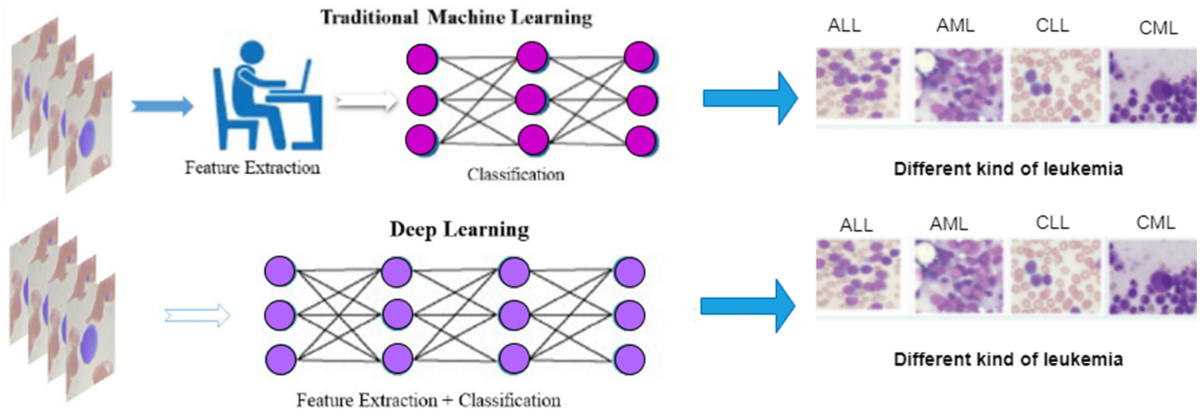 Traditional Machine Learning
ALL AML CLL CML
Feature Extraction
Classification
Different kind of leukemia
Deep Learning
ALL AML CLL CML
Feature Extraction + Classification
Different kind of leukemia